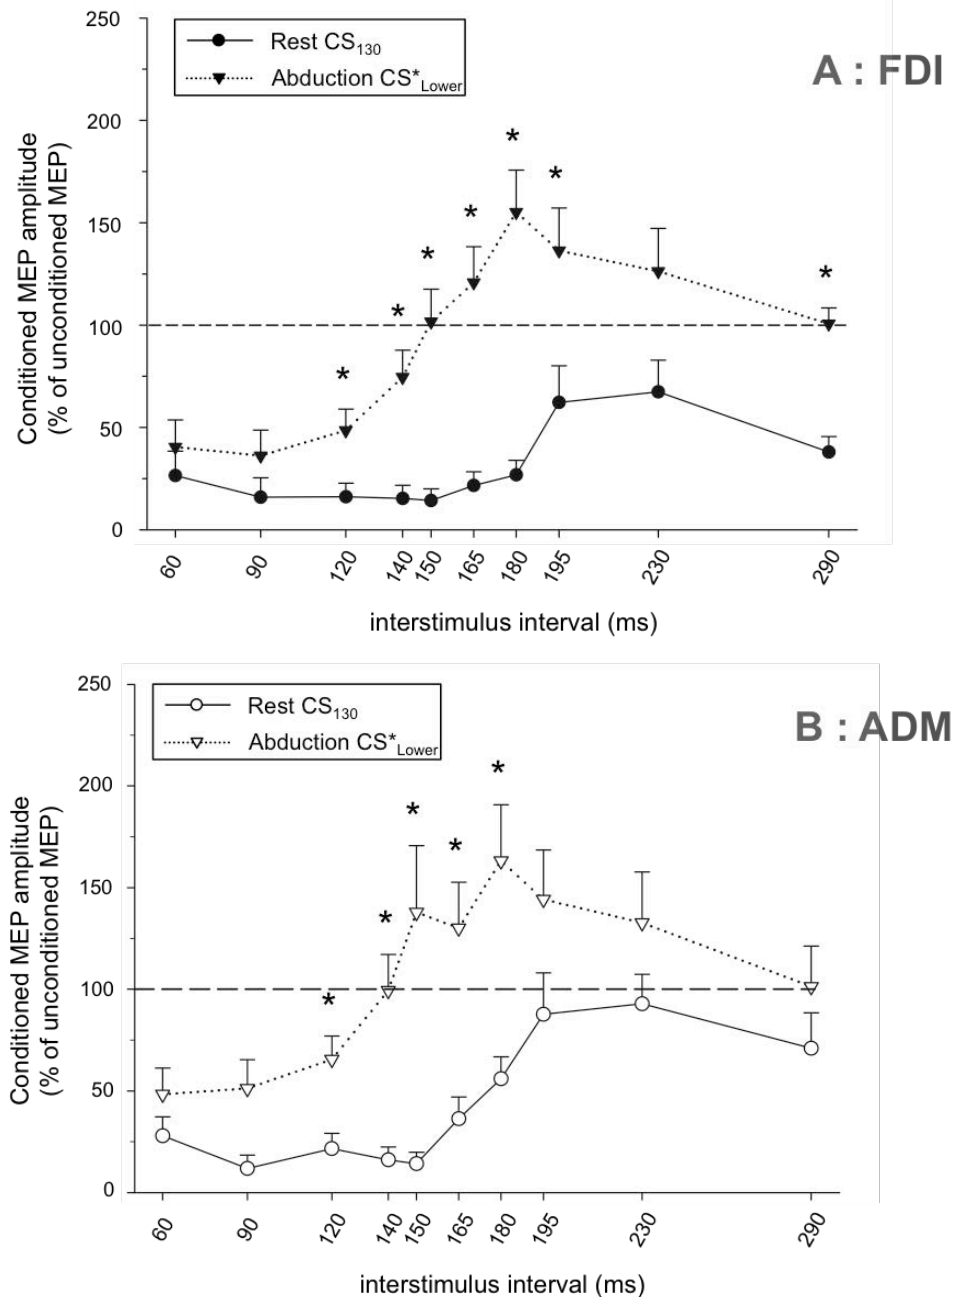 250
200
150
100
50
0
Conditioned MEP amplitude
(% of unconditioned MEP)
Rest CS130
Abduction CS*Lower
A : FDI
* * * * * * * *
60 90 120 140 150 165 180 195 230 290
interstimulus interval (ms)
250
200
150
100
50
0
Conditioned MEP amplitude
(% of unconditioned MEP)
Rest CS130
Abduction CS*Lower
B : ADM
* * * * *
60 90 120 140 150 165 180 195 230 290
interstimulus interval (ms)